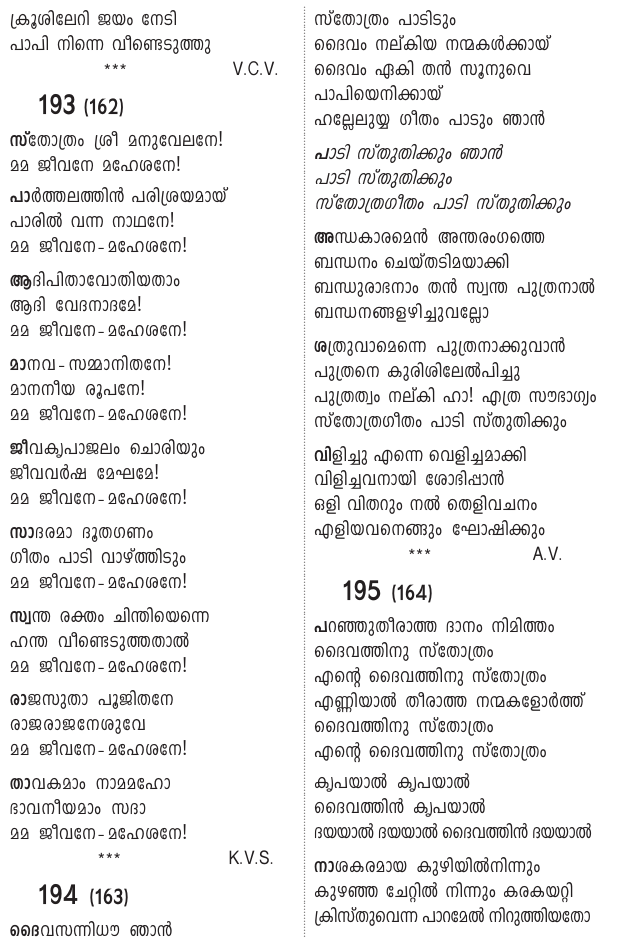 ക്രൂശിലേറി ജയം നേടി
പാപി നിന്നെ വീണ്ടെടുത്തു
*** V.C.V.
193 (162)
സ്തോത്രം ശ്രീ മനുവേലനേ!
മമ ജീവനേ മഹേശനേ!
പാർത്തലത്തിൻ പരിശ്രയമായ്
പാരിൽ വന്ന നാഥനേ!
മമ ജീവനേ-മഹേശനേ!
ആദിപിതാവോതിയതാം
ആദി വേദനാദമേ!
മമ ജീവനേ-മഹേശനേ!
മാനവ-സമ്മാനിതനേ!
മാനനീയ രൂപനേ!
മമ ജീവനേ-മഹേശനേ!
ജീവകൃപാജലം ചൊരിയും
ജീവവർഷ മേഘമേ!
മമ ജീവനേ-മഹേശനേ!
സാദരമാ ദൂതഗണം
ഗീതം പാടി വാഴ്ത്തിടും
മമ ജീവനേ-മഹേശനേ!
സ്വന്ത രക്തം ചിന്തിയെന്നെ
ഹന്ത വീണ്ടെടുത്തതാൽ
മമ ജീവനേ-മഹേശനേ!
രാജസുതാ പൂജിതനേ
രാജരാജനേശുവേ
മമ ജീവനേ-മഹേശനേ!
താവകമാം നാമമഹോ
ഭാവനീയമാം സദാ
മമ ജീവനേ-മഹേശനേ!
*** K.V.S.
194 (163)
ദൈവസന്നിധൗ ഞാൻ
സ്തോത്രം പാടിടും
ദൈവം നല്കിയ നന്മകൾക്കായ്
ദൈവം ഏകി തൻ സൂനുവെ
പാപിയെനിക്കായ്
ഹല്ലേലുയ്യ ഗീതം പാടും ഞാൻ
പാടി സ്തുതിക്കും ഞാൻ
പാടി സ്തുതിക്കും
സ്തോത്രഗീതം പാടി സ്തുതിക്കും
അന്ധകാരമെൻ അന്തരംഗത്തെ
ബന്ധനം ചെയ്തടിമയാക്കി
ബന്ധുരാഭനാം തൻ സ്വന്ത പുത്രനാൽ
ബന്ധനങ്ങളഴിച്ചുവല്ലോ
ശത്രുവാമെന്നെ പുത്രനാക്കുവാൻ
പുത്രനെ കുരിശിലേൽപിച്ചു
പുത്രത്വം നല്കി ഹാ! എത്ര സൗഭാഗ്യം
സ്തോത്രഗീതം പാടി സ്തുതിക്കും
വിളിച്ചു എന്നെ വെളിച്ചമാക്കി
വിളിച്ചവനായി ശോഭിപ്പാൻ
ഒളി വിതറും നൽ തെളിവചനം
എളിയവനെങ്ങും ഘോഷിക്കും
*** A.V.
195 (164)
പറഞ്ഞുതീരാത്ത ദാനം നിമിത്തം
ദൈവത്തിനു സ്തോത്രം
എന്റെ ദൈവത്തിനു സ്തോത്രം
എണ്ണിയാൽ തീരാത്ത നന്മകളോർത്ത്
ദൈവത്തിനു സ്തോത്രം
എന്റെ ദൈവത്തിനു സ്തോത്രം
കൃപയാൽ കൃപയാൽ
ദൈവത്തിൻ കൃപയാൽ
ദയയാൽ ദയയാൽ ദൈവത്തിൻ ദയയാൽ
നാശകരമായ കുഴിയിൽനിന്നും
കുഴഞ്ഞ ചേറ്റിൽ നിന്നും കരകയറ്റി
ക്രിസ്തുവെന്ന പാറമേൽ നിറുത്തിയതോ